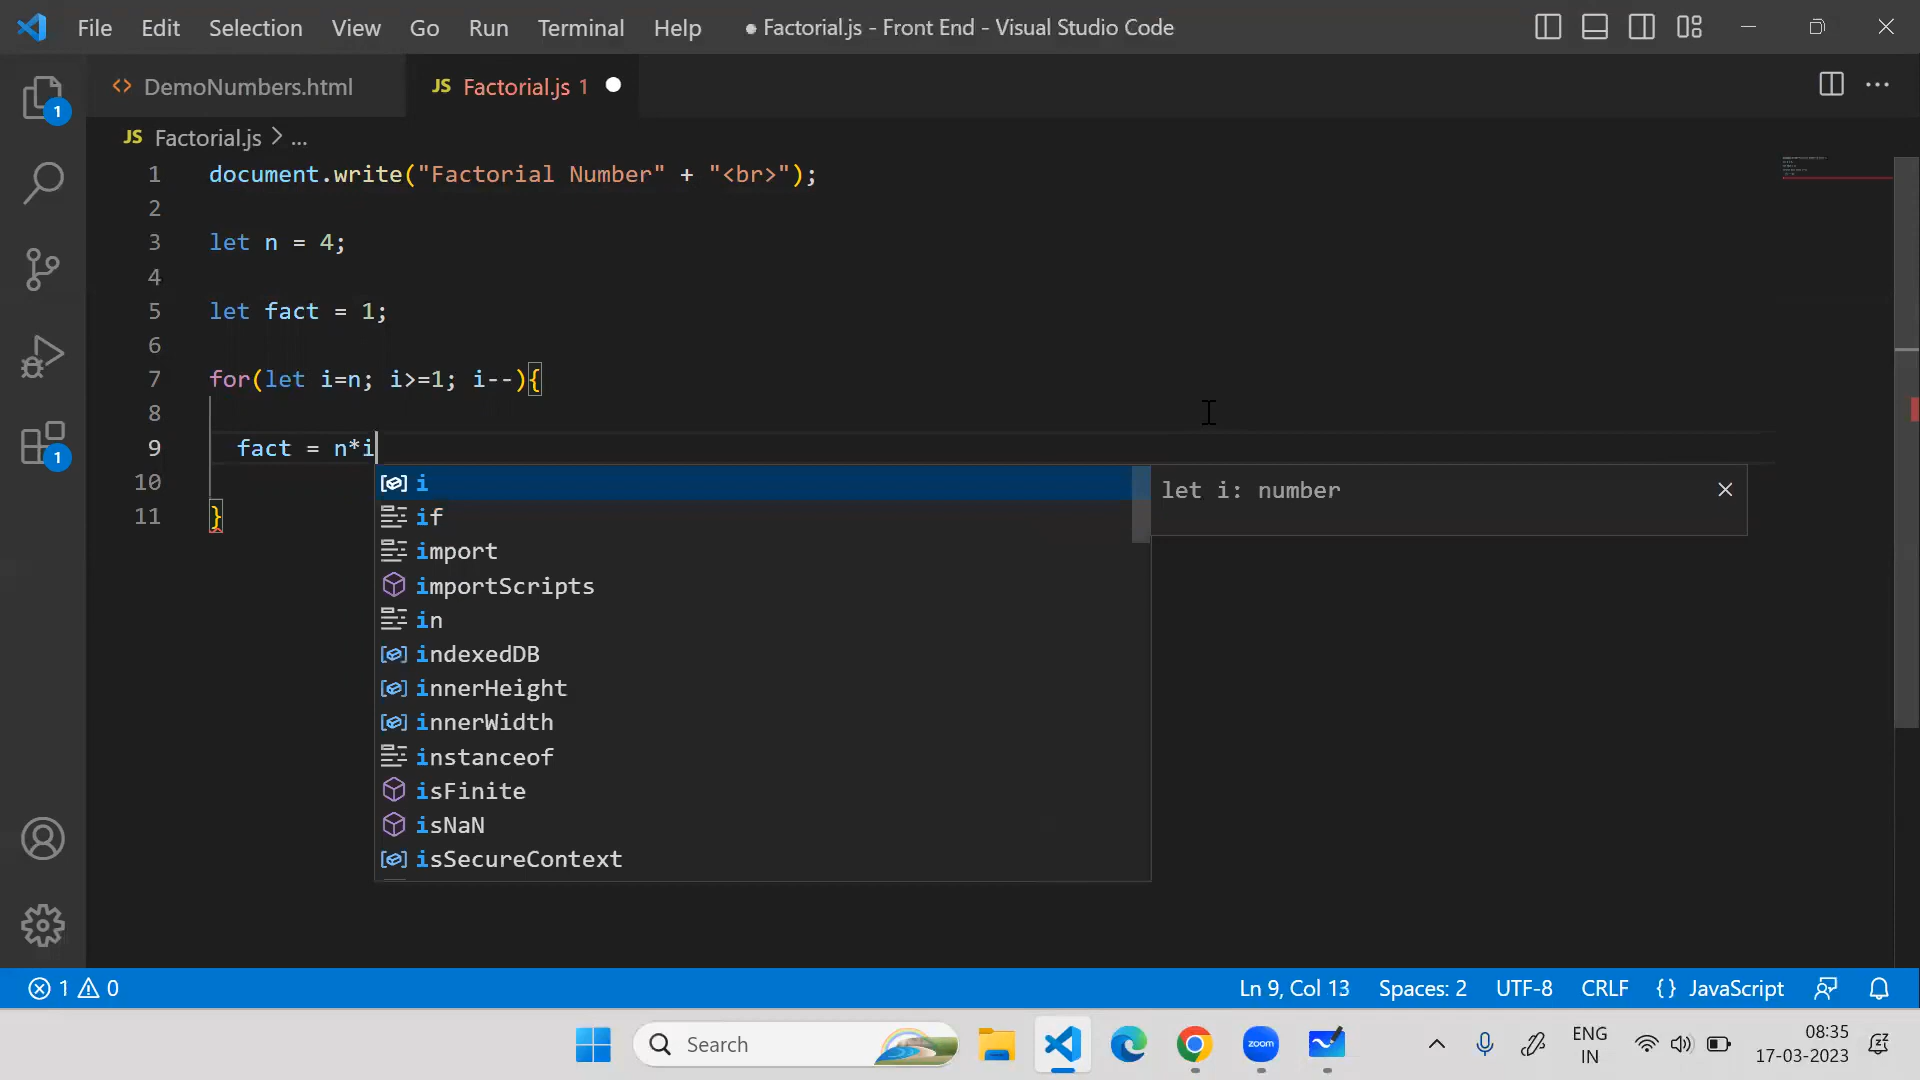 File Edit Selection View Go Run Terminal Help ● Factorial.js - Front End - Visual Studio Code
<> DemoNumbers.html JS Factorial.js 1 ●
1
JS Factorial.js > ...
1 document.write("Factorial Number" + "<br>");
2
3 let n = 4;
4
5 let fact = 1;
6
7 for(let i=n; i>=1; i--){
8
9 fact = n*i
10
11 }
i
let i: number
if
import
importScripts
in
indexedDB
innerHeight
innerWidth
instanceof
isFinite
isNaN
isSecureContext
1
1 0 Ln 9, Col 13 Spaces: 2 UTF-8 CRLF {} JavaScript
Search zoom ENG IN 08:35
17-03-2023